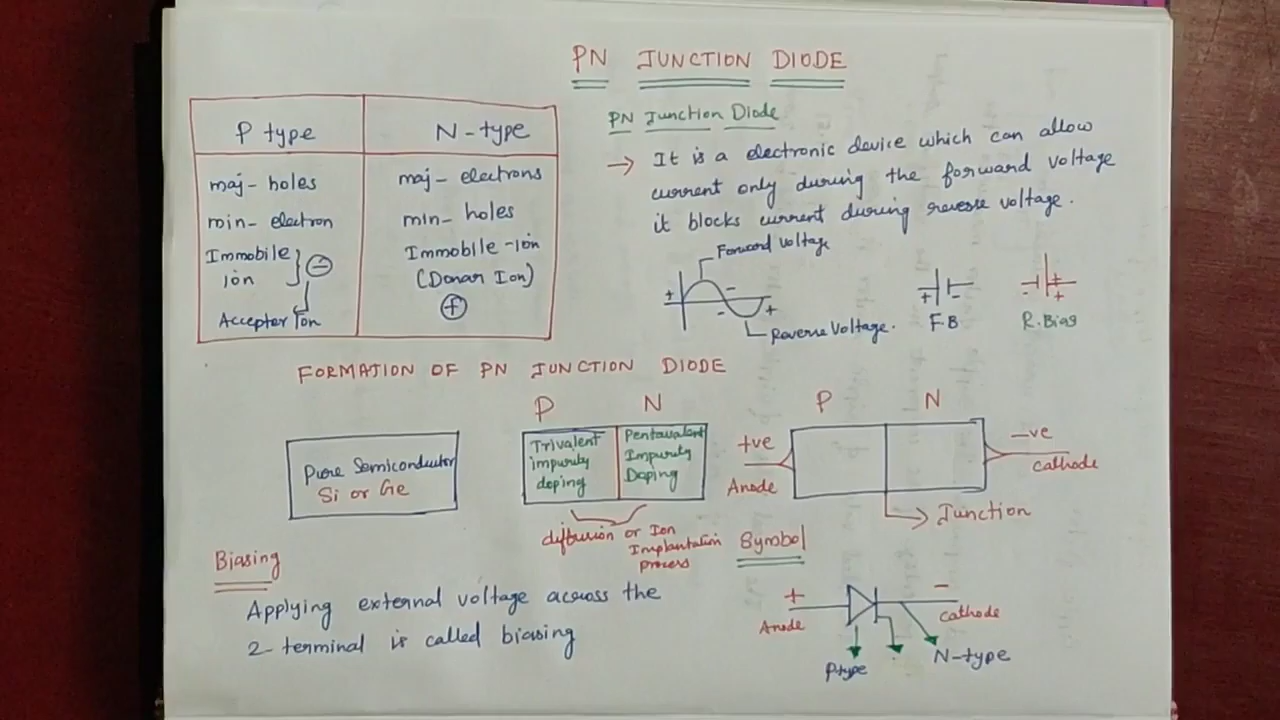 PN JUNCTION DIODE
P type
N-type
maj- holes
maj- electrons
min- electron
min- holes
Immobile ion } ⊖
Immobile -ion
(Donar Ion)
⊕
Acceptor Ion
PN Junction Diode
→ It is a electronic device which can allow
current only during the forward voltage
it blocks current during reverse voltage.
Forward Voltage
+
-
-
+
Reverse Voltage.
+ -
F.B
- +
+
R. Bias
FORMATION OF PN JUNCTION DIODE
Pure Semiconductor
Si or Ge
P N
Trivalent
impurity
doping
Pentavalent
Impurity
Doping
diffusion or Ion
Implantation
process
P N
+ve
Anode
-ve
cathode
Junction
Biasing
Applying external voltage across the
2 terminal is called biasing
Symbol
+ -
Anode
cathode
Ptype
N-type